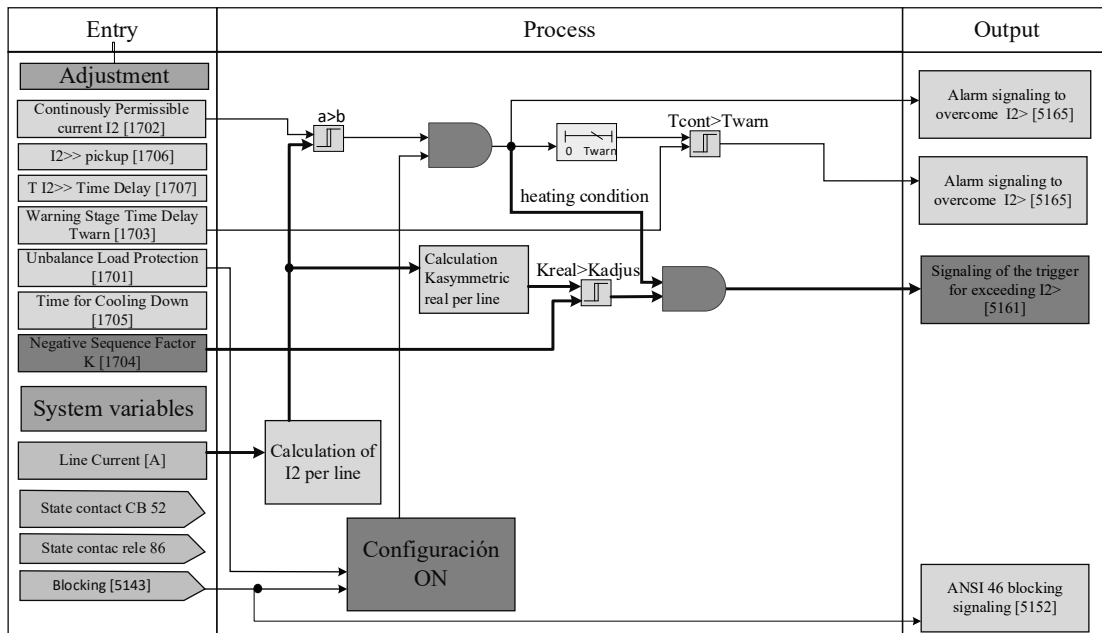 Entry
Process
Output
Adjustment
Continously Permissible
current I2 [1702]
I2>> pickup [1706]
T I2>> Time Delay [1707]
Warning Stage Time Delay
Twarn [1703]
Unbalance Load Protection
[1701]
Time for Cooling Down
[1705]
Negative Sequence Factor
K [1704]
System variables
Line Current [A]
State contact CB 52
State contac rele 86
Blocking [5143]
a>b
0 Twarn
Tcont>Twarn
heating condition
Calculation
Kasymmetric
real per line
Kreal>Kadjus
Calculation of
I2 per line
Configuración
ON
Alarm signaling to
overcome I2> [5165]
Alarm signaling to
overcome I2> [5165]
Signaling of the trigger
for exceeding I2>
[5161]
ANSI 46 blocking
signaling [5152]